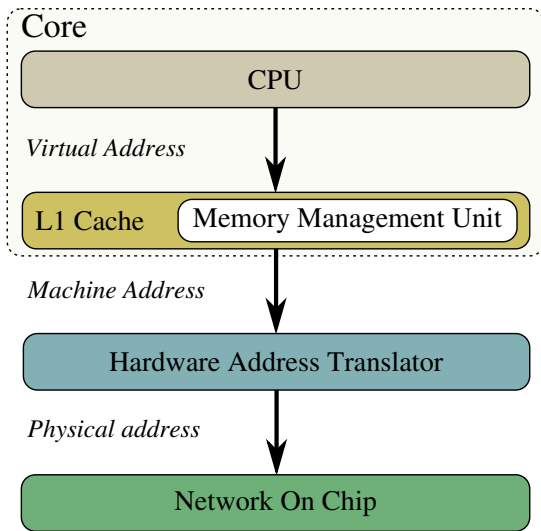 Core
CPU
Virtual Address
L1 Cache
Memory Management Unit
Machine Address
Hardware Address Translator
Physical address
Network On Chip